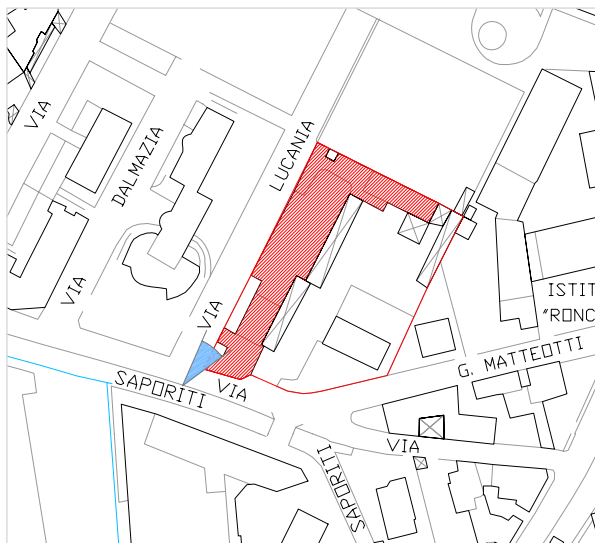 VIA
DALMAZIA
VIA
LUCANIA
VIA
SAPORITI
VIA
G. MATTEOTTI
ISTIT
"RONC
VIA
SAPORITI